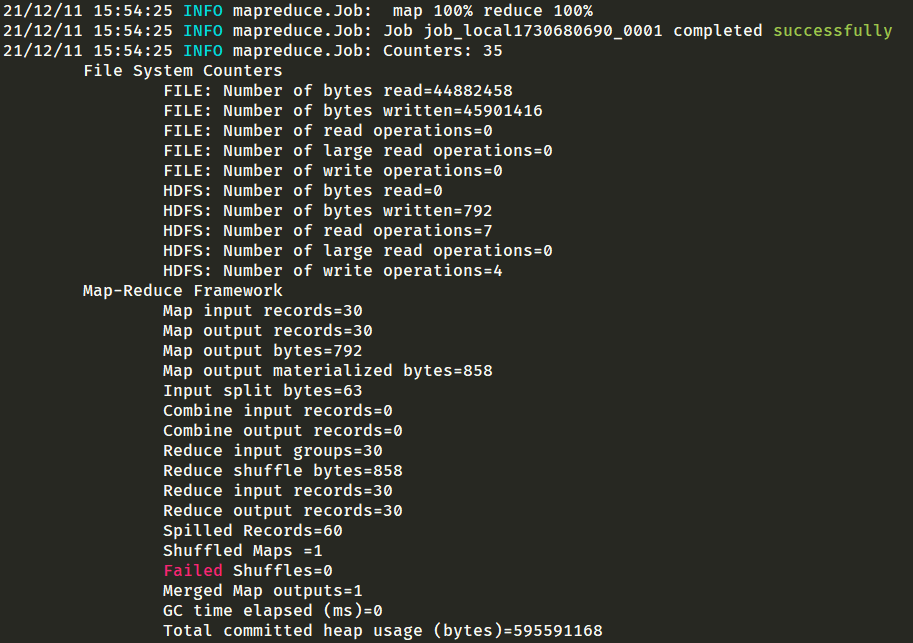 21/12/11 15:54:25 INFO mapreduce.Job:  map 100% reduce 100%
21/12/11 15:54:25 INFO mapreduce.Job: Job job_local1730680690_0001 completed successfully
21/12/11 15:54:25 INFO mapreduce.Job: Counters: 35
File System Counters
FILE: Number of bytes read=44882458
FILE: Number of bytes written=45901416
FILE: Number of read operations=0
FILE: Number of large read operations=0
FILE: Number of write operations=0
HDFS: Number of bytes read=0
HDFS: Number of bytes written=792
HDFS: Number of read operations=7
HDFS: Number of large read operations=0
HDFS: Number of write operations=4
Map-Reduce Framework
Map input records=30
Map output records=30
Map output bytes=792
Map output materialized bytes=858
Input split bytes=63
Combine input records=0
Combine output records=0
Reduce input groups=30
Reduce shuffle bytes=858
Reduce input records=30
Reduce output records=30
Spilled Records=60
Shuffled Maps =1
Failed Shuffles=0
Merged Map outputs=1
GC time elapsed (ms)=0
Total committed heap usage (bytes)=595591168